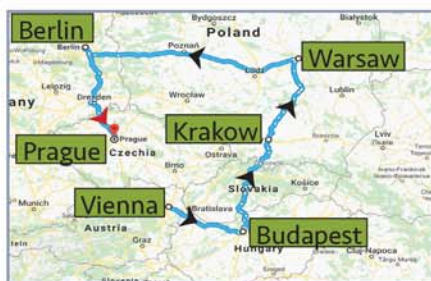 Berlin
Bydgoszcz
Białystok
Poland
Berlin
Poznań
Warsaw
Łódź
Leipzig
Wrocław
Lublin
Dresden
any
Prague
Krakow
Lviv
Prague
Czechia
Ostrava
Brno
Vienna
Slovakia
Košice
Munich
Bratislava
Austria
Budapest
Graz
Hungary
Cluj-Napoca